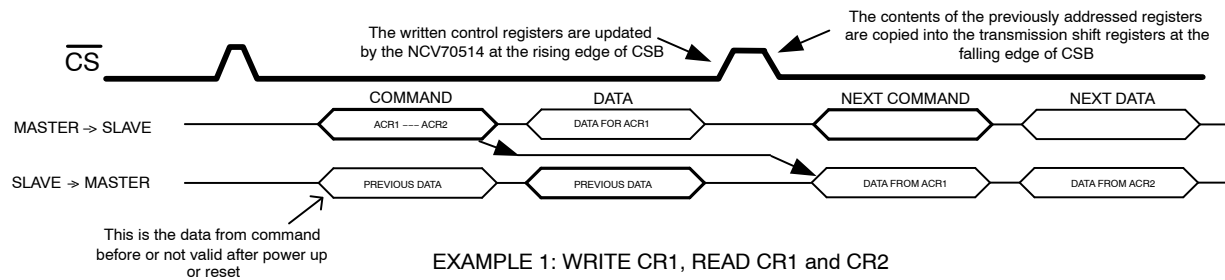 The written control registers are updated
by the NCV70514 at the rising edge of CSB
The contents of the previously addressed registers
are copied into the transmission shift registers at the
falling edge of CSB
CS
COMMAND
DATA
NEXT COMMAND
NEXT DATA
MASTER -> SLAVE
ACR1 --- ACR2
DATA FOR ACR1
SLAVE -> MASTER
PREVIOUS DATA
PREVIOUS DATA
DATA FROM ACR1
DATA FROM ACR2
This is the data from command
before or not valid after power up
or reset
EXAMPLE 1: WRITE CR1, READ CR1 and CR2